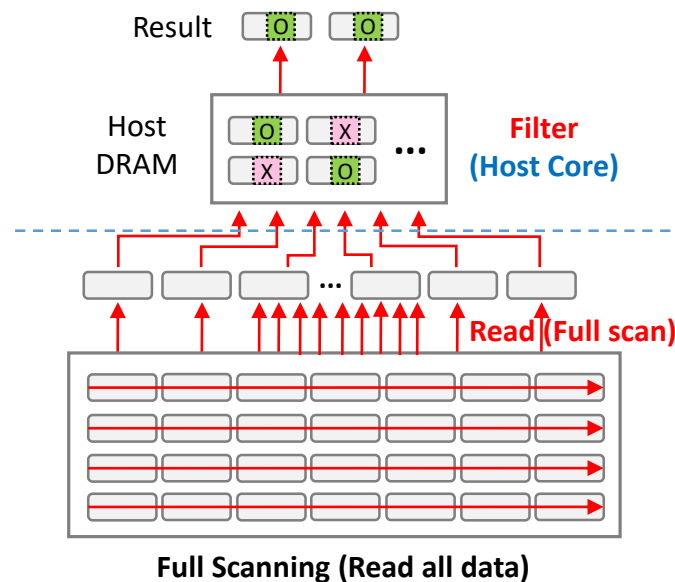 Result
O
O
Host
DRAM
O
X
...
X
O
Filter
(Host Core)
...
Read (Full scan)
Full Scanning (Read all data)